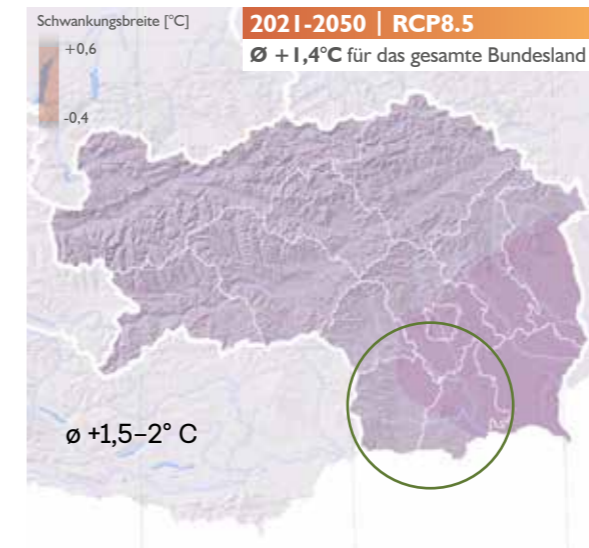 Schwankungsbreite [°C]
+0,6
-0,4
2021-2050 | RCP8.5
Ø +1,4°C für das gesamte Bundesland
ø +1,5–2° C